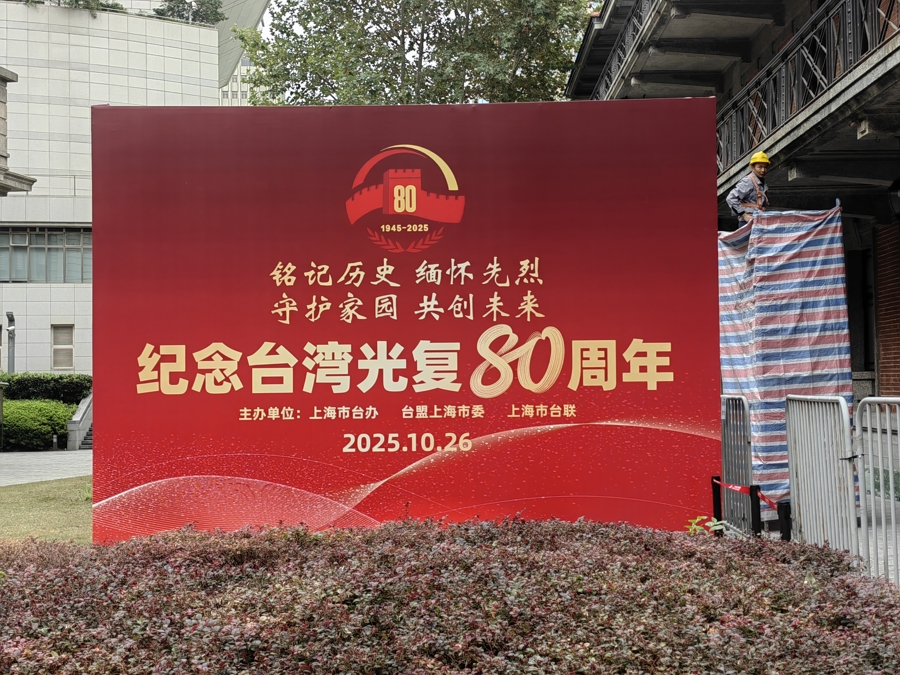 80
1945-2025
铭记历史 缅怀先烈
守护家园 共创未来
纪念台湾光复80周年
主办单位：上海市台办 台盟上海市委 上海市台联
2025.10.26